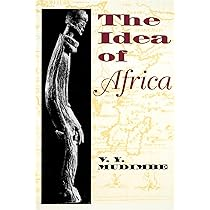 The
Idea
of
Africa
V. Y.
MUDIMBE